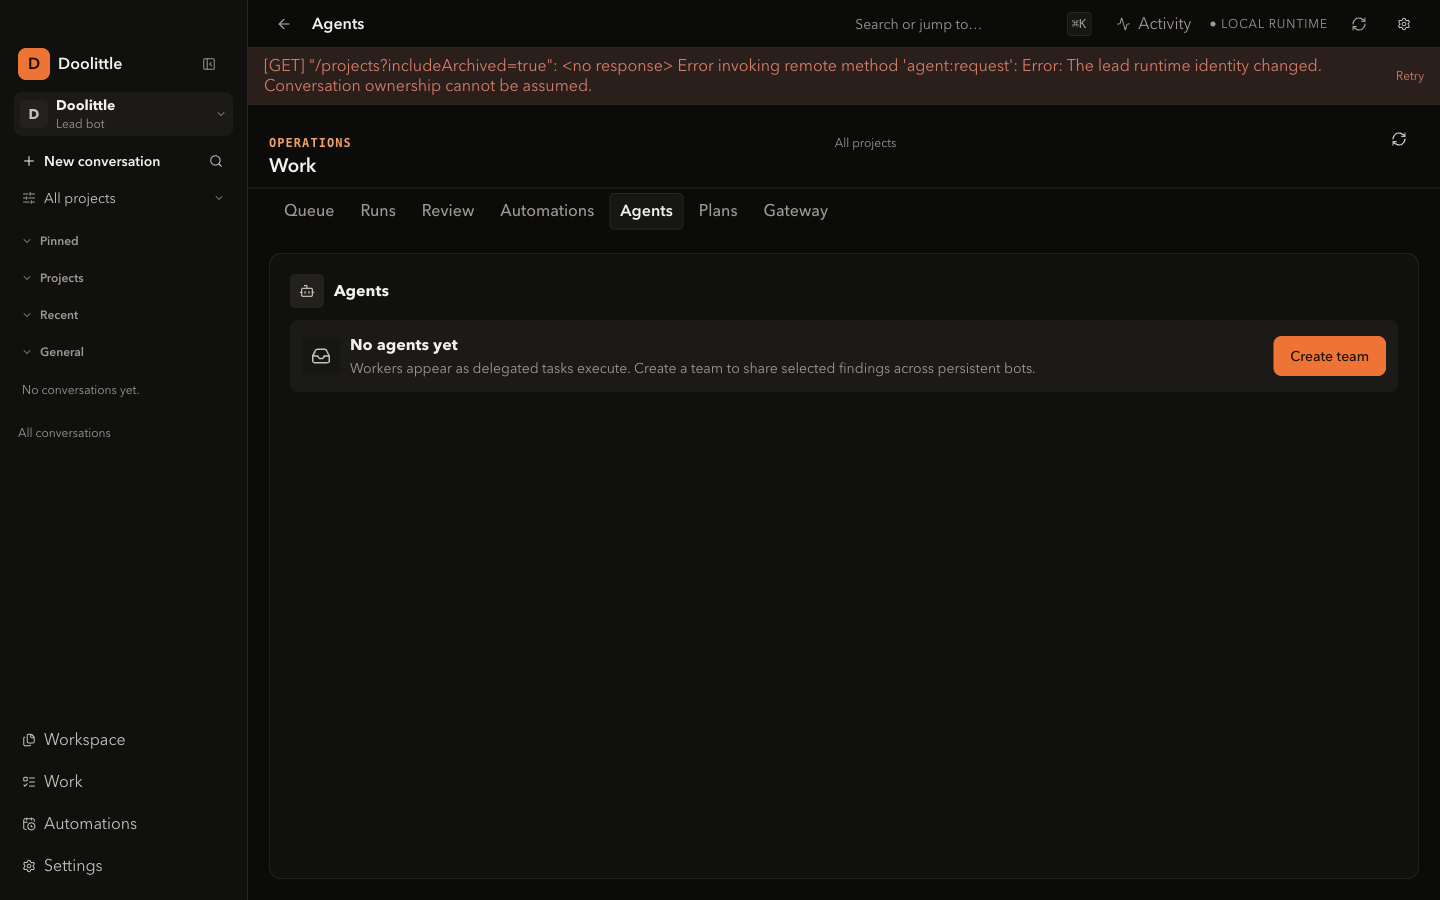 Agents
Search or jump to…
⌘K
Activity
LOCAL RUNTIME
D
Doolittle
D
Doolittle
Lead bot
New conversation
All projects
Pinned
Projects
Recent
General
No conversations yet.
All conversations
Workspace
Work
Automations
Settings
[GET] "/projects?includeArchived=true": <no response> Error invoking remote method 'agent:request': Error: The lead runtime identity changed.
Conversation ownership cannot be assumed.
Retry
OPERATIONS
Work
All projects
Queue
Runs
Review
Automations
Agents
Plans
Gateway
Agents
No agents yet
Workers appear as delegated tasks execute. Create a team to share selected findings across persistent bots.
Create team